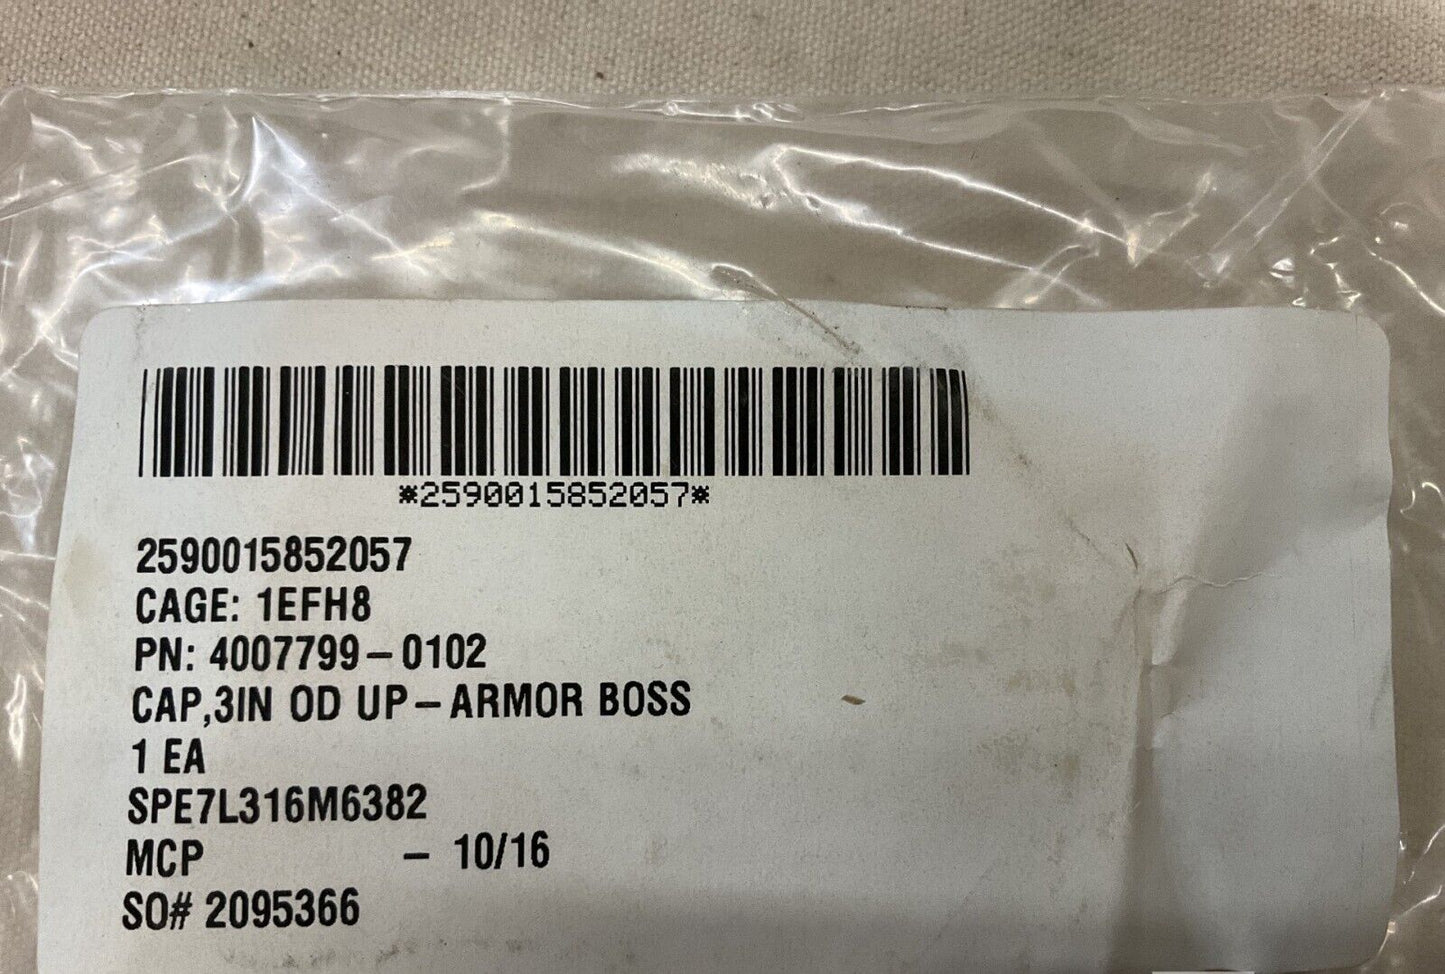 *2590015852057*
2590015852057
CAGE: 1EFH8
PN: 4007799-0102
CAP,3IN OD UP-ARMOR BOSS
1 EA
SPE7L316M6382
MCP - 10/16
SO# 2095366